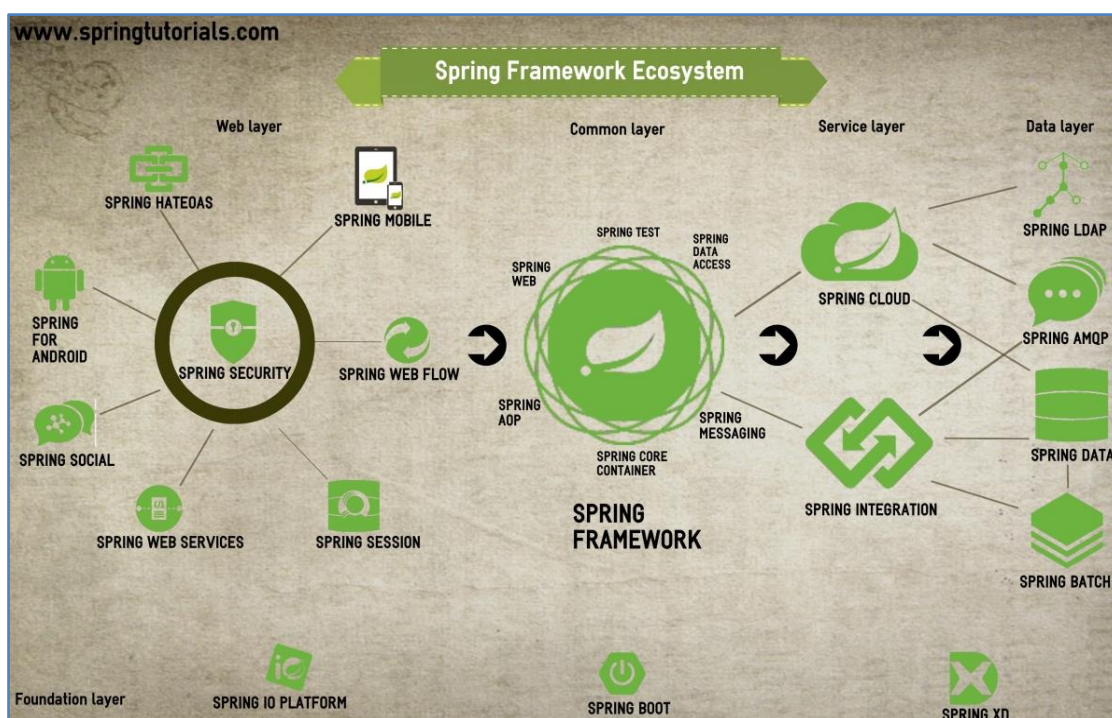 www.springtutorials.com
Spring Framework Ecosystem
Web layer
Common layer
Service layer
Data layer
SPRING HATEOAS
SPRING MOBILE
SPRING
FOR
ANDROID
SPRING SECURITY
SPRING WEB FLOW
SPRING SOCIAL
SPRING WEB SERVICES
SPRING SESSION
SPRING TEST
SPRING
DATA
ACCESS
SPRING
WEB
SPRING
AOP
SPRING
MESSAGING
SPRING CORE
CONTAINER
SPRING
FRAMEWORK
SPRING CLOUD
SPRING INTEGRATION
SPRING LDAP
SPRING AMQP
SPRING DATA
SPRING BATCH
Foundation layer
SPRING IO PLATFORM
io
SPRING BOOT
SPRING XD